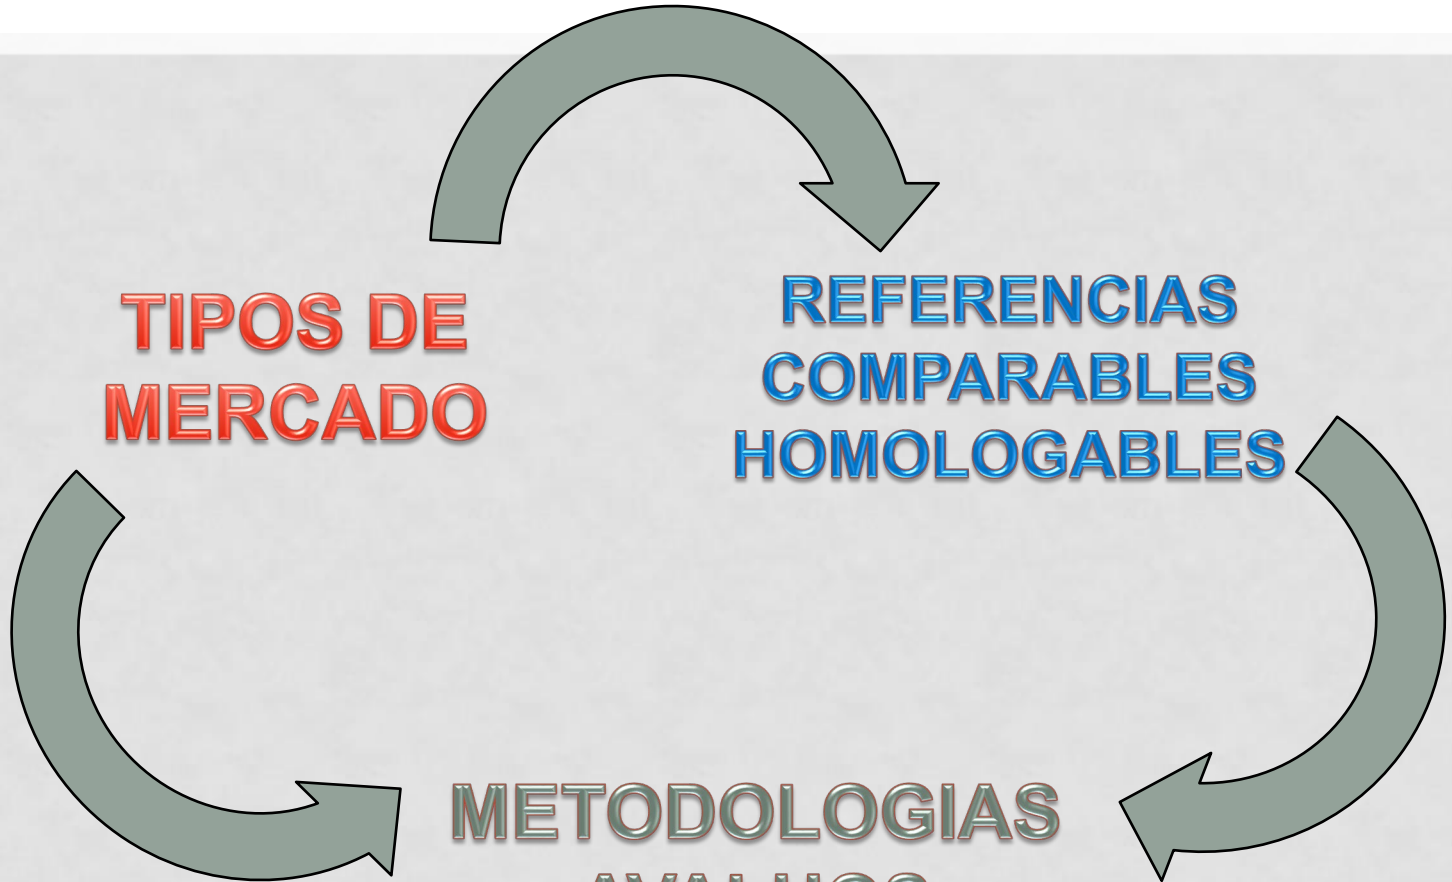 TIPOS DE
MERCADO
REFERENCIAS
COMPARABLES
HOMOLOGABLES
METODOLOGIAS